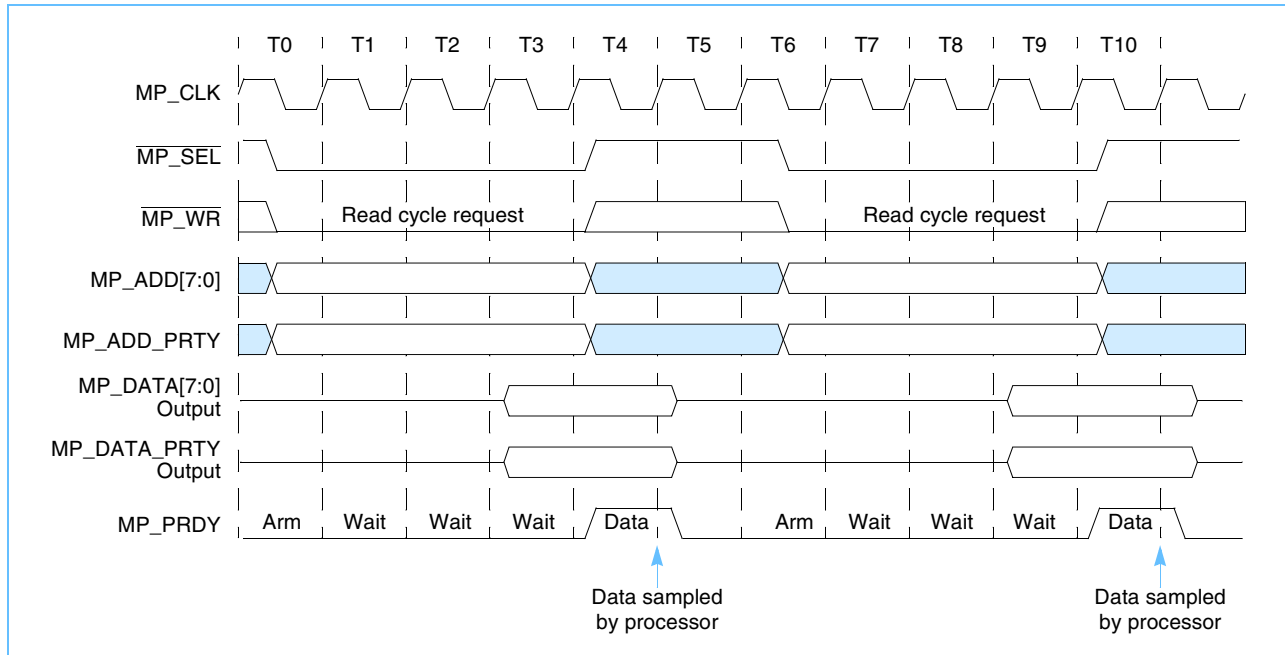 T0 T1 T2 T3 T4 T5 T6 T7 T8 T9 T10
MP_CLK
MP_SEL
MP_WR Read cycle request Read cycle request
MP_ADD[7:0]
MP_ADD_PRTY
MP_DATA[7:0]
Output
MP_DATA_PRTY
Output
MP_PRDY Arm Wait Wait Wait Data Arm Wait Wait Wait Data
Data sampled Data sampled
by processor by processor